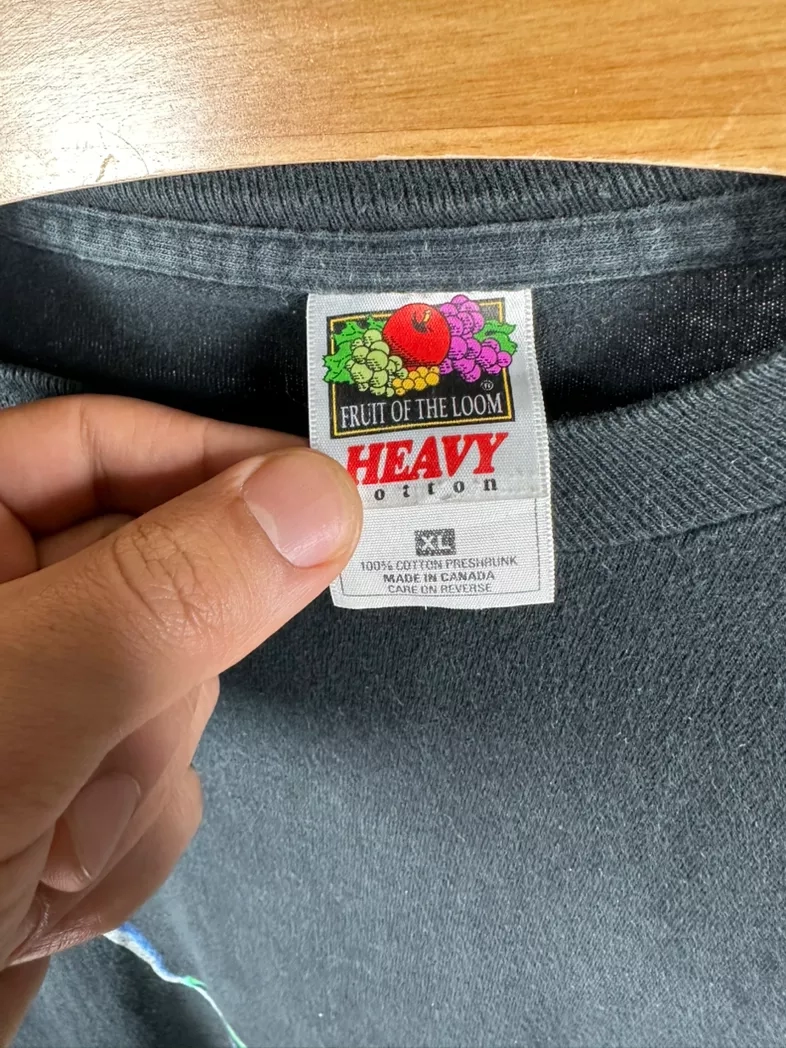 FRUIT OF THE LOOM
®
HEAVY
otton
XL
100% COTTON PRESHRUNK
MADE IN CANADA
CARE ON REVERSE